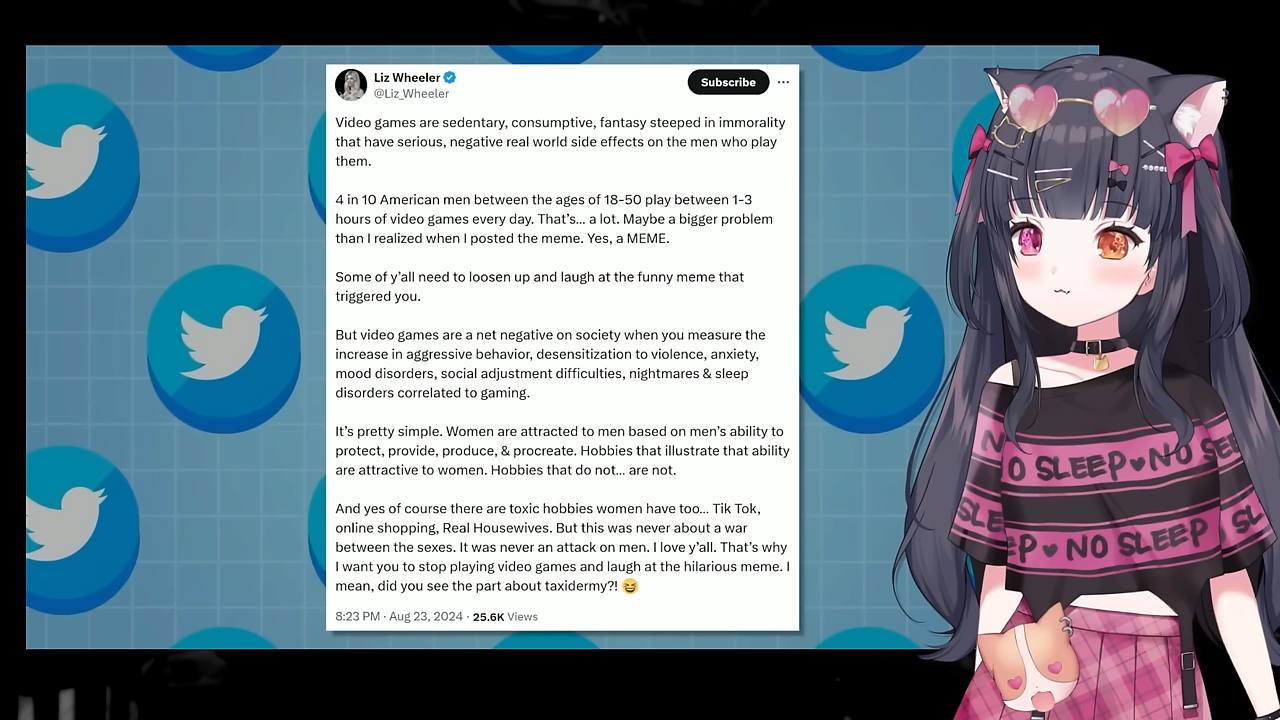 Liz Wheeler
@Liz_Wheeler
Subscribe
Video games are sedentary, consumptive, fantasy steeped in immorality
that have serious, negative real world side effects on the men who play
them.
4 in 10 American men between the ages of 18-50 play between 1-3
hours of video games every day. That's... a lot. Maybe a bigger problem
than I realized when I posted the meme. Yes, a MEME.
Some of y'all need to loosen up and laugh at the funny meme that
triggered you.
But video games are a net negative on society when you measure the
increase in aggressive behavior, desensitization to violence, anxiety,
mood disorders, social adjustment difficulties, nightmares & sleep
disorders correlated to gaming.
It's pretty simple. Women are attracted to men based on men's ability to
protect, provide, produce, & procreate. Hobbies that illustrate that ability
are attractive to women. Hobbies that do not... are not.
And yes of course there are toxic hobbies women have too... Tik Tok,
online shopping, Real Housewives. But this was never about a war
between the sexes. It was never an attack on men. I love y'all. That's why
I want you to stop playing video games and laugh at the hilarious meme. I
mean, did you see the part about taxidermy?! 😆
8:23 PM · Aug 23, 2024 · 25.6K Views
NO SLEEP♥NO SEE
SLEEP♥NO SLEEP SL